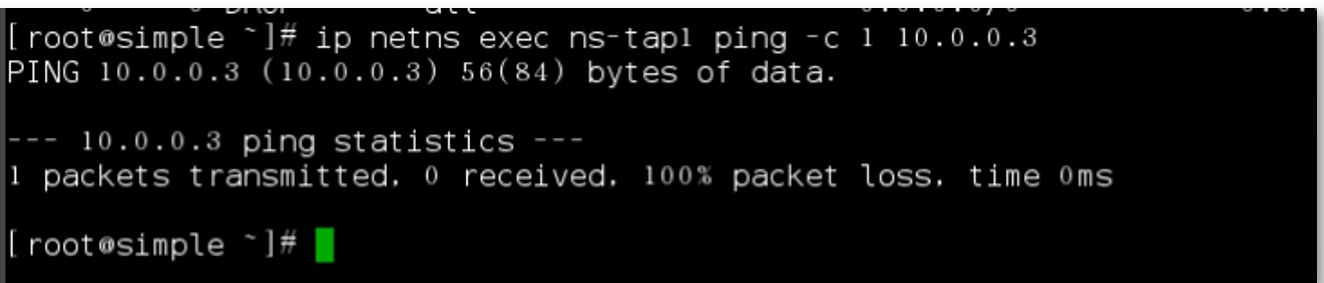 [root@simple ~]# ip netns exec ns-tap1 ping -c 1 10.0.0.3
PING 10.0.0.3 (10.0.0.3) 56(84) bytes of data.
--- 10.0.0.3 ping statistics ---
1 packets transmitted, 0 received, 100% packet loss, time 0ms
[root@simple ~]#